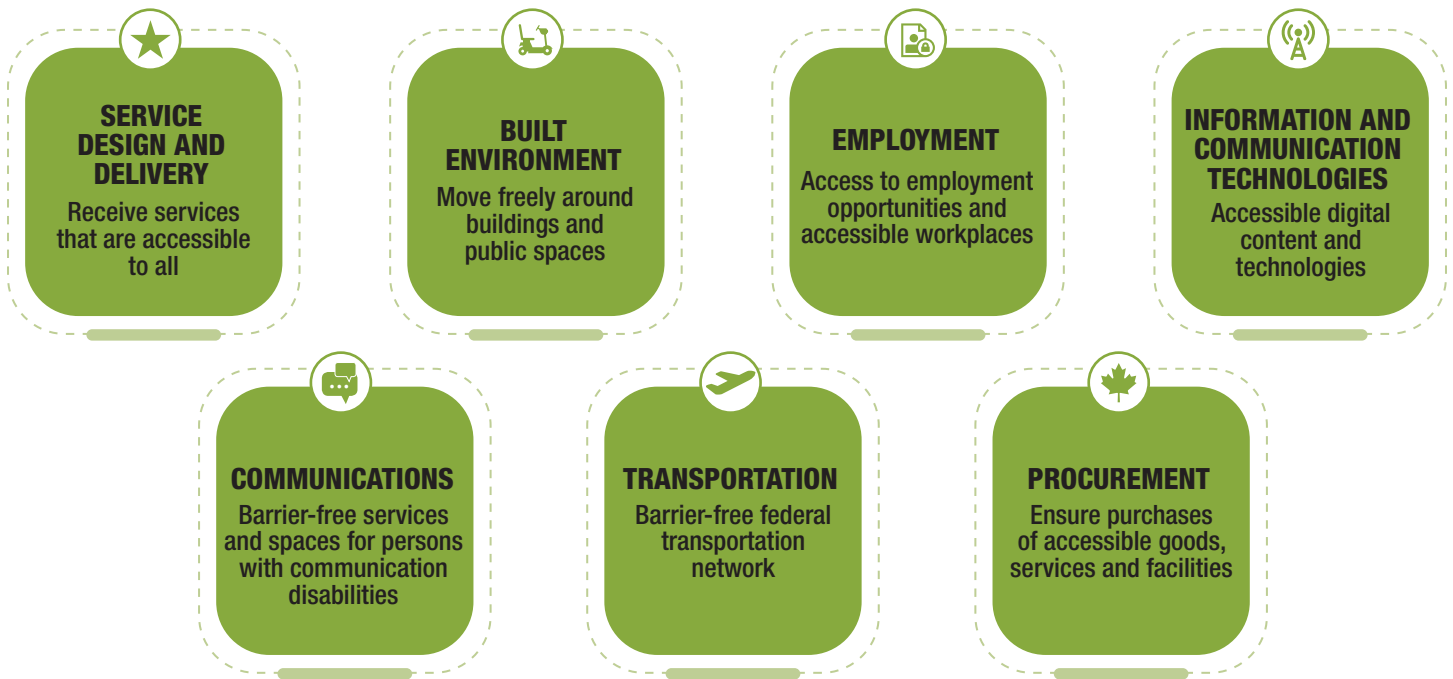 SERVICE
DESIGN AND
DELIVERY
Receive services
that are accessible
to all
BUILT
ENVIRONMENT
Move freely around
buildings and
public spaces
EMPLOYMENT
Access to employment
opportunities and
accessible workplaces
INFORMATION AND
COMMUNICATION
TECHNOLOGIES
Accessible digital
content and
technologies
COMMUNICATIONS
Barrier-free services
and spaces for persons
with communication
disabilities
TRANSPORTATION
Barrier-free federal
transportation
network
PROCUREMENT
Ensure purchases
of accessible goods,
services and facilities